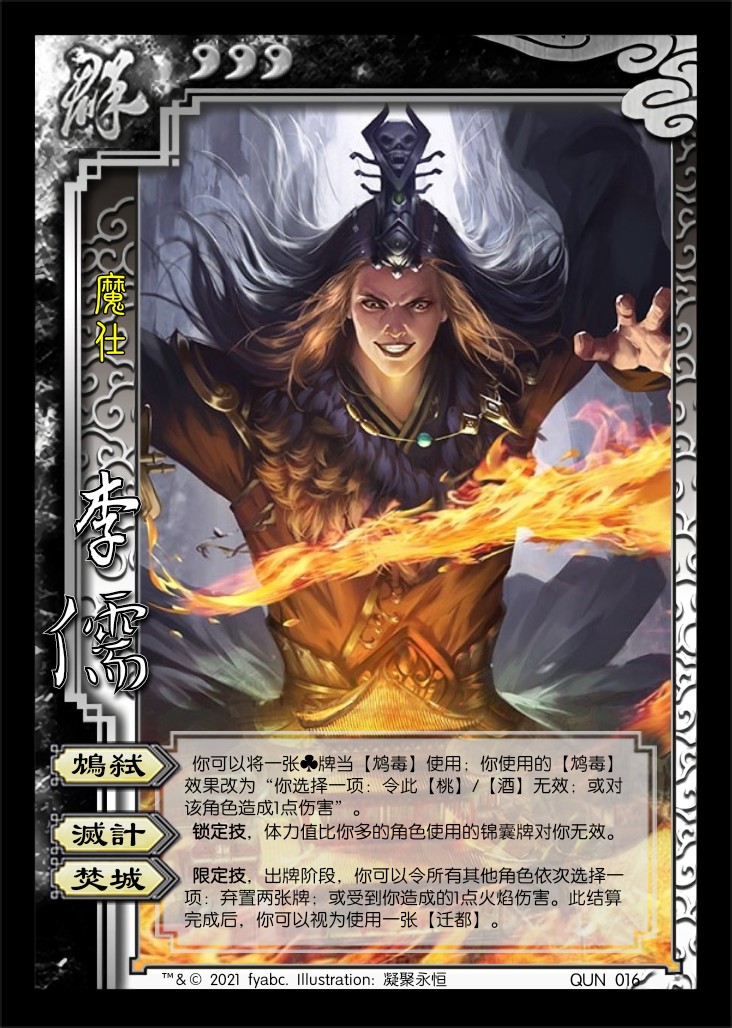 群
魔仕
李儒
鴆弑
你可以将一张♣牌当【鸩毒】使用；你使用的【鸩毒】
效果改为“你选择一项：令此【桃】/【酒】无效；或对
该角色造成1点伤害”。
滅計
锁定技，体力值比你多的角色使用的锦囊牌对你无效。
焚城
限定技，出牌阶段，你可以令所有其他角色依次选择一
项：弃置两张牌；或受到你造成的1点火焰伤害。此结算
完成后，你可以视为使用一张【迁都】。
™&© 2021 fyabc. Illustration: 凝聚永恒
QUN 016